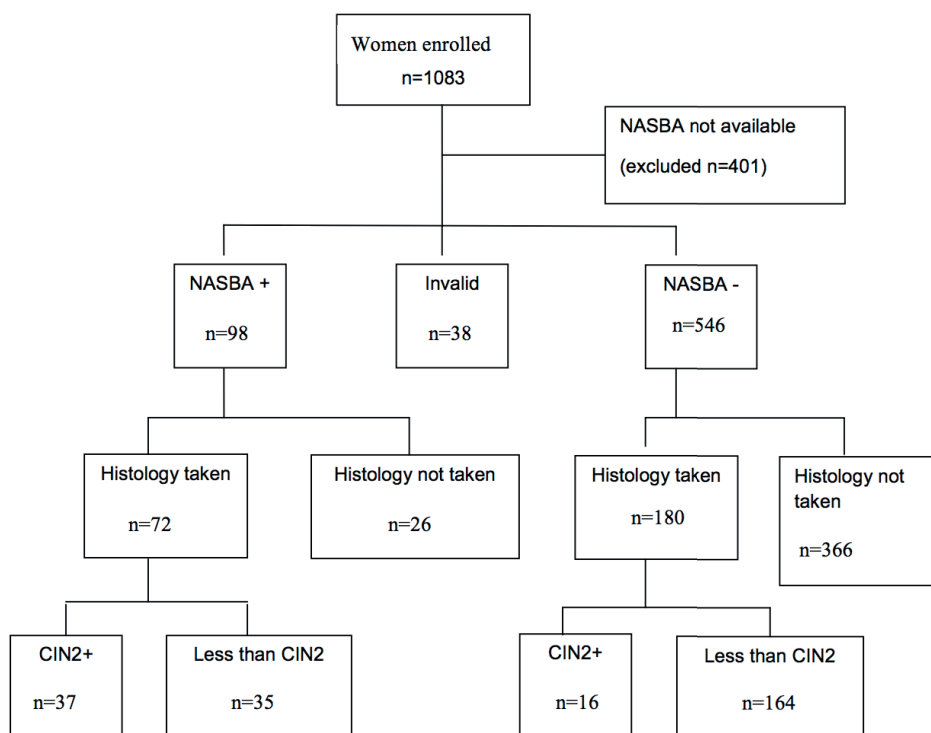 Women enrolled
n=1083
NASBA not available
(excluded n=401)
NASBA +
n=98
Invalid
n=38
NASBA -
n=546
Histology taken
n=72
Histology not taken
n=26
Histology taken
n=180
Histology not
taken
n=366
CIN2+
n=37
Less than CIN2
n=35
CIN2+
n=16
Less than CIN2
n=164